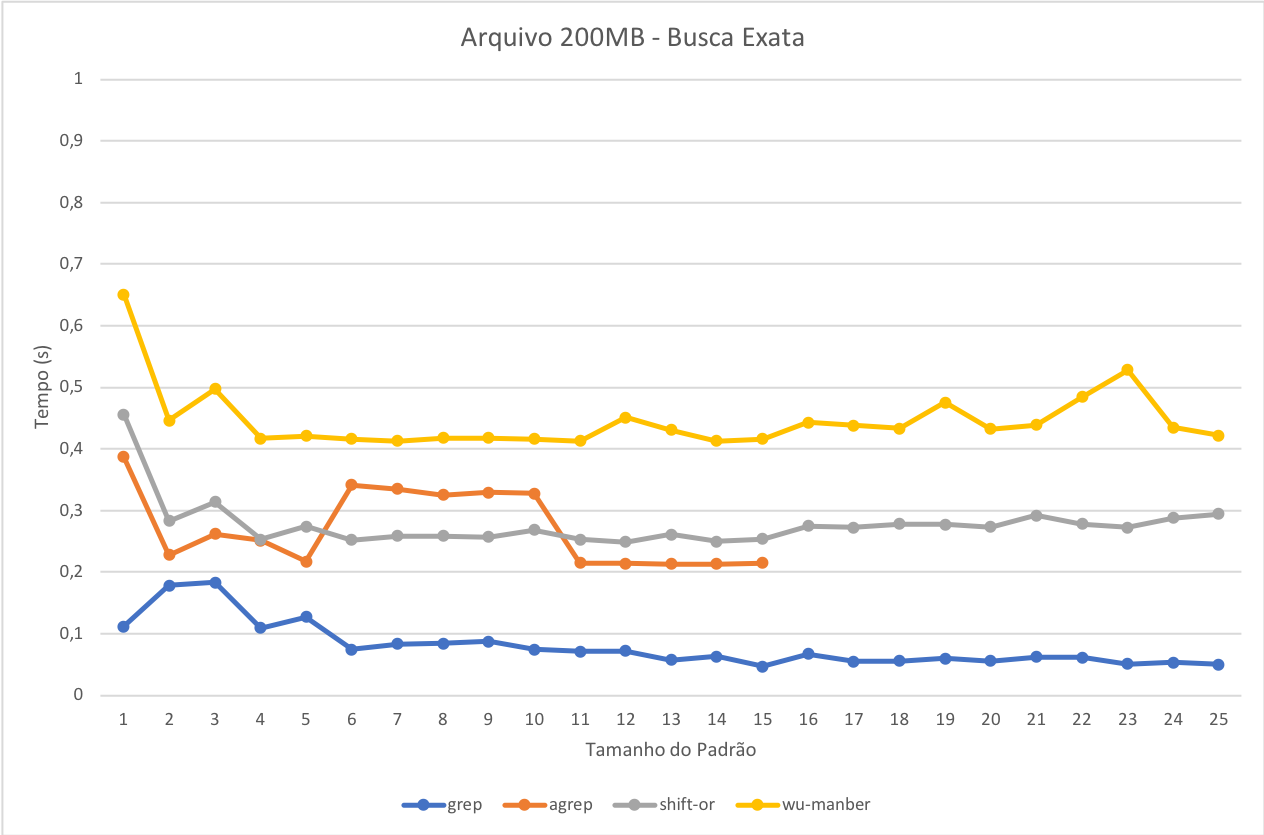 Arquivo 200MB - Busca Exata
1
0,9
0,8
0,7
0,6
0,5
0,4
0,3
0,2
0,1
0
Tempo (s)
1 2 3 4 5 6 7 8 9 10 11 12 13 14 15 16 17 18 19 20 21 22 23 24 25
Tamanho do Padrão
grep agrep shift-or wu-manber